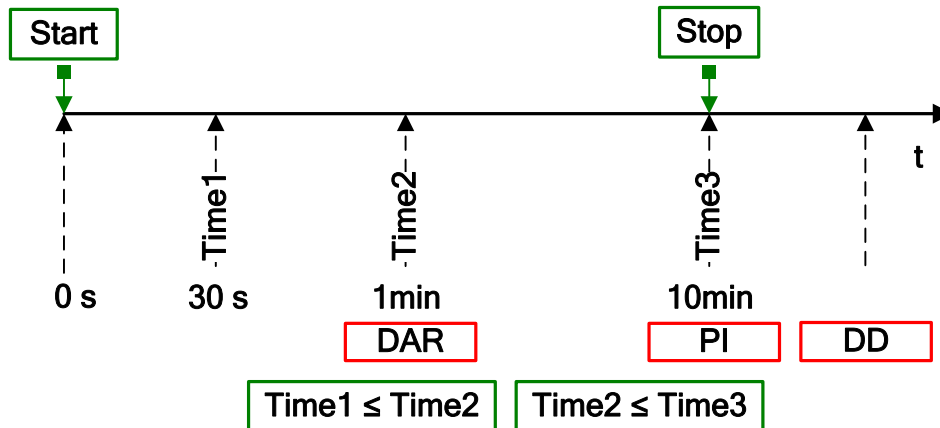 Start
Stop
t
Time1
Time2
Time3
0 s
30 s
1min
10min
DAR
PI
DD
Time1 ≤ Time2
Time2 ≤ Time3